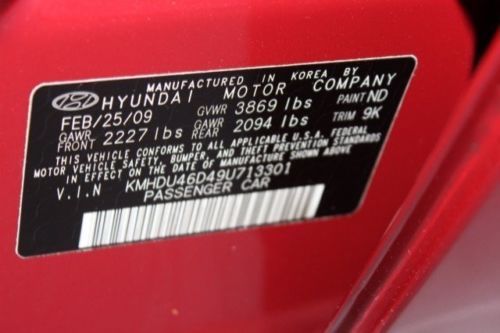 MANUFACTURED IN KOREA BY
HYUNDAI MOTOR COMPANY
FEB/25/09 GVWR 3869 lbs PAINT ND
GAWR FRONT 2227 lbs GAWR REAR 2094 lbs TRIM 9K
THIS VEHICLE CONFORMS TO ALL APPLICABLE U.S.A. FEDERAL
MOTOR VEHICLE SAFETY, BUMPER, AND THEFT PREVENTION STANDARDS
IN EFFECT ON THE DATE OF MANUFACTURE SHOWN ABOVE.
V.I.N KMHDU46D49U713301
PASSENGER CAR